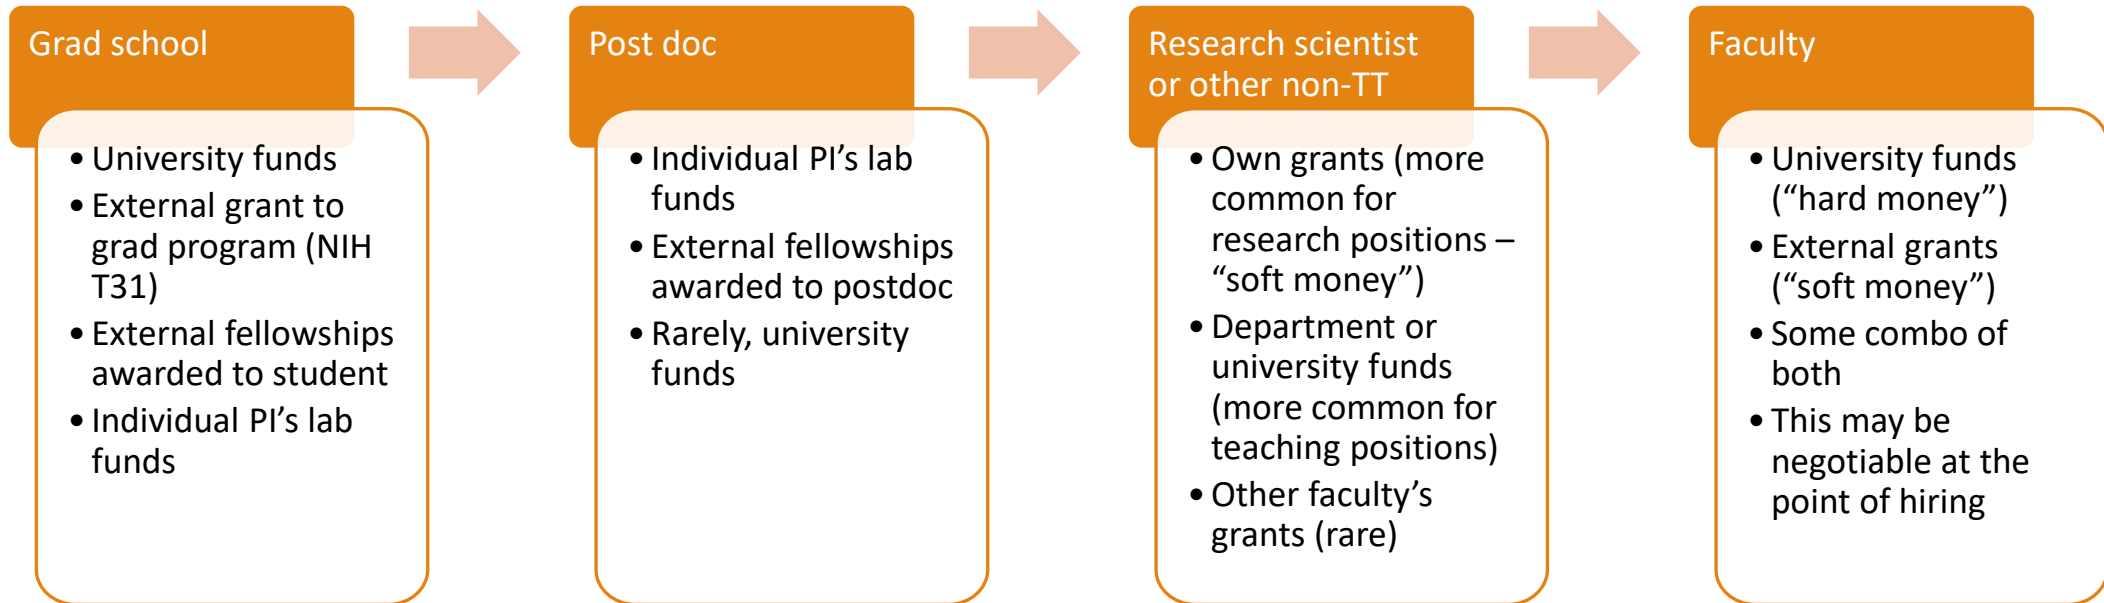 Grad school
• University funds
• External grant to
grad program (NIH
T31)
• External fellowships
awarded to student
• Individual PI’s lab
funds
Post doc
• Individual PI’s lab
funds
• External fellowships
awarded to postdoc
• Rarely, university
funds
Research scientist
or other non-TT
• Own grants (more
common for
research positions –
“soft money”)
• Department or
university funds
(more common for
teaching positions)
• Other faculty’s
grants (rare)
Faculty
• University funds
(“hard money”)
• External grants
(“soft money”)
• Some combo of
both
• This may be
negotiable at the
point of hiring